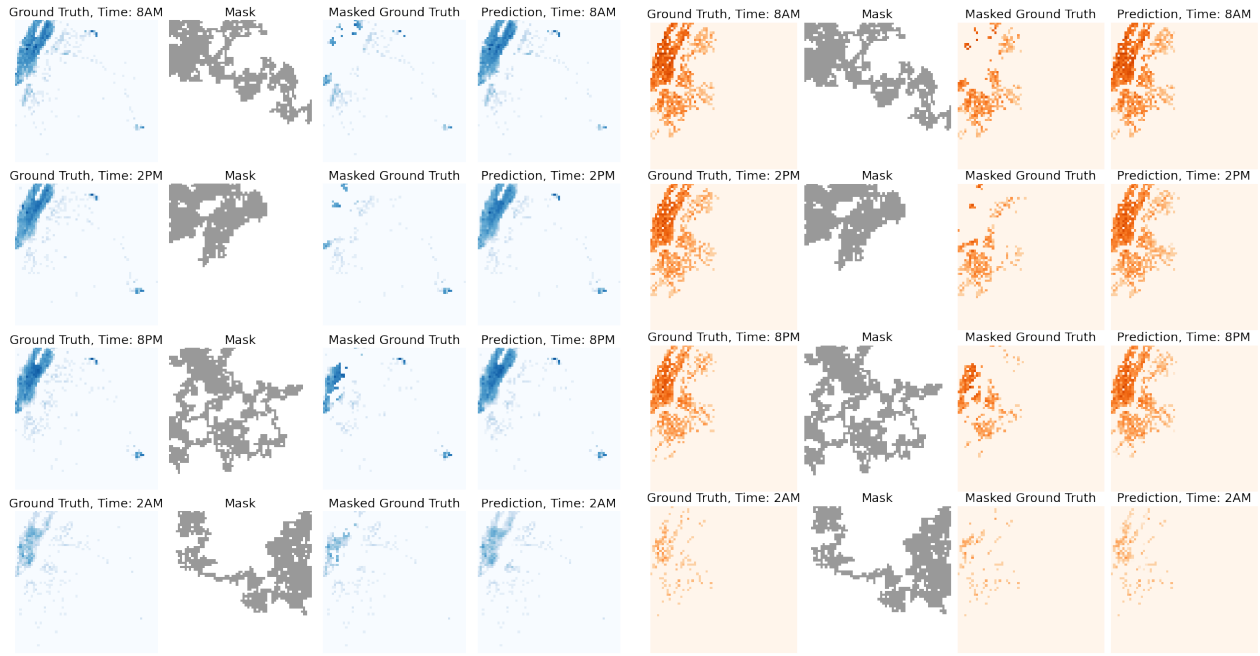 Ground Truth, Time: 8AM Mask Masked Ground Truth Prediction, Time: 8AM Ground Truth, Time: 8AM Mask Masked Ground Truth Prediction, Time: 8AM
Ground Truth, Time: 2PM Mask Masked Ground Truth Prediction, Time: 2PM Ground Truth, Time: 2PM Mask Masked Ground Truth Prediction, Time: 2PM
Ground Truth, Time: 8PM Mask Masked Ground Truth Prediction, Time: 8PM Ground Truth, Time: 8PM Mask Masked Ground Truth Prediction, Time: 8PM
Ground Truth, Time: 2AM Mask Masked Ground Truth Prediction, Time: 2AM Ground Truth, Time: 2AM Mask Masked Ground Truth Prediction, Time: 2AM